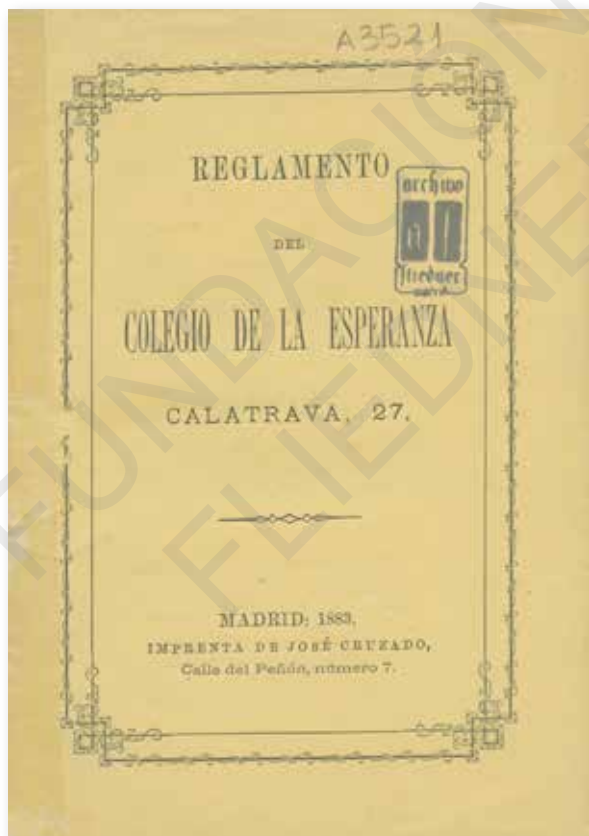 A3521
REGLAMENTO
archivo
fliedner
DEL
COLEGIO DE LA ESPERANZA
CALATRAVA, 27.
MADRID: 1883.
IMPRENTA DE JOSÉ CRUZADO,
Calle del Peñón, número 7.
FUNDACION
FLIEDNER